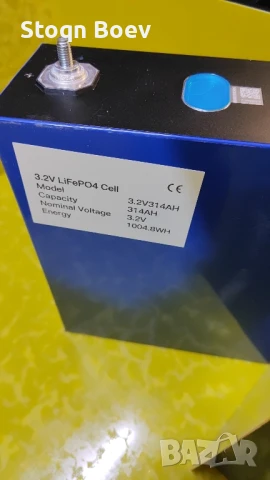 Stogn Boev
3.2V LiFePO4 Cell
CE
Model 3.2V314AH
Capacity 314AH
Nominal Voltage 3.2V
Energy 1004.8WH
BAZAR